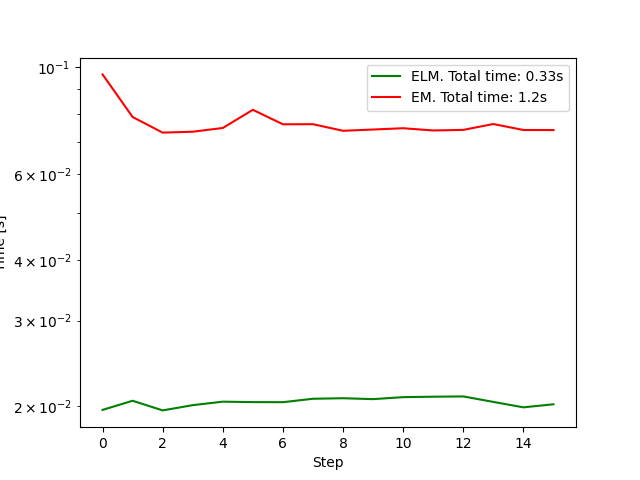 ELM. Total time: 0.33s
EM. Total time: 1.2s
10⁻¹
6 × 10⁻²
4 × 10⁻²
3 × 10⁻²
2 × 10⁻²
0 2 4 6 8 10 12 14
Step